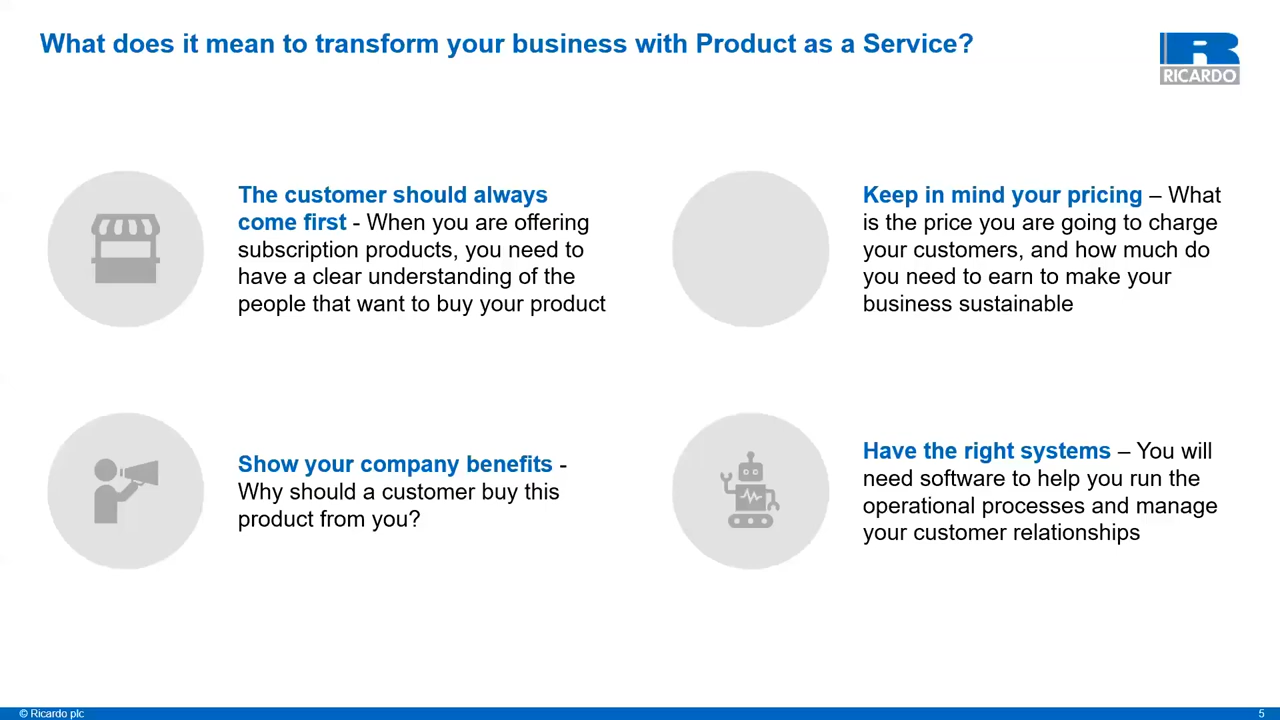 What does it mean to transform your business with Product as a Service?
RICARDO
The customer should always
come first - When you are offering
subscription products, you need to
have a clear understanding of the
people that want to buy your product
Keep in mind your pricing – What
is the price you are going to charge
your customers, and how much do
you need to earn to make your
business sustainable
Show your company benefits -
Why should a customer buy this
product from you?
Have the right systems – You will
need software to help you run the
operational processes and manage
your customer relationships
© Ricardo plc
5